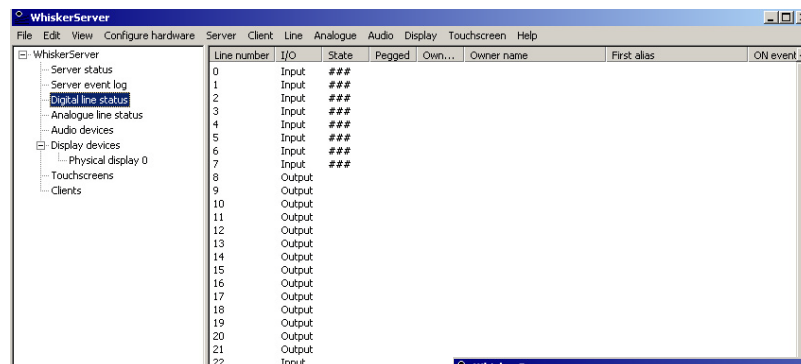 WhiskerServer
File Edit View Configure hardware Server Client Line Analogue Audio Display Touchscreen Help
WhiskerServer
Server status
Server event log
Digital line status
Analogue line status
Audio devices
Display devices
Physical display 0
Touchscreens
Clients
Line number I/O State Pegged Own... Owner name First alias ON event
0 Input ###
1 Input ###
2 Input ###
3 Input ###
4 Input ###
5 Input ###
6 Input ###
7 Input ###
8 Output
9 Output
10 Output
11 Output
12 Output
13 Output
14 Output
15 Output
16 Output
17 Output
18 Output
19 Output
20 Output
21 Output
22 Input